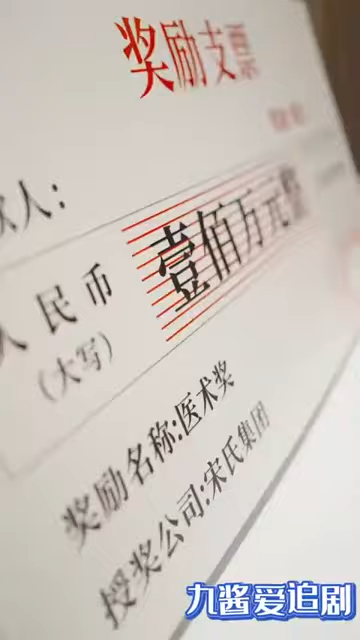 奖励支票
款人：
人民币
（大写）
壹佰万元整
奖励名称:医术奖
授奖公司:宋氏集团
九酱爱追剧